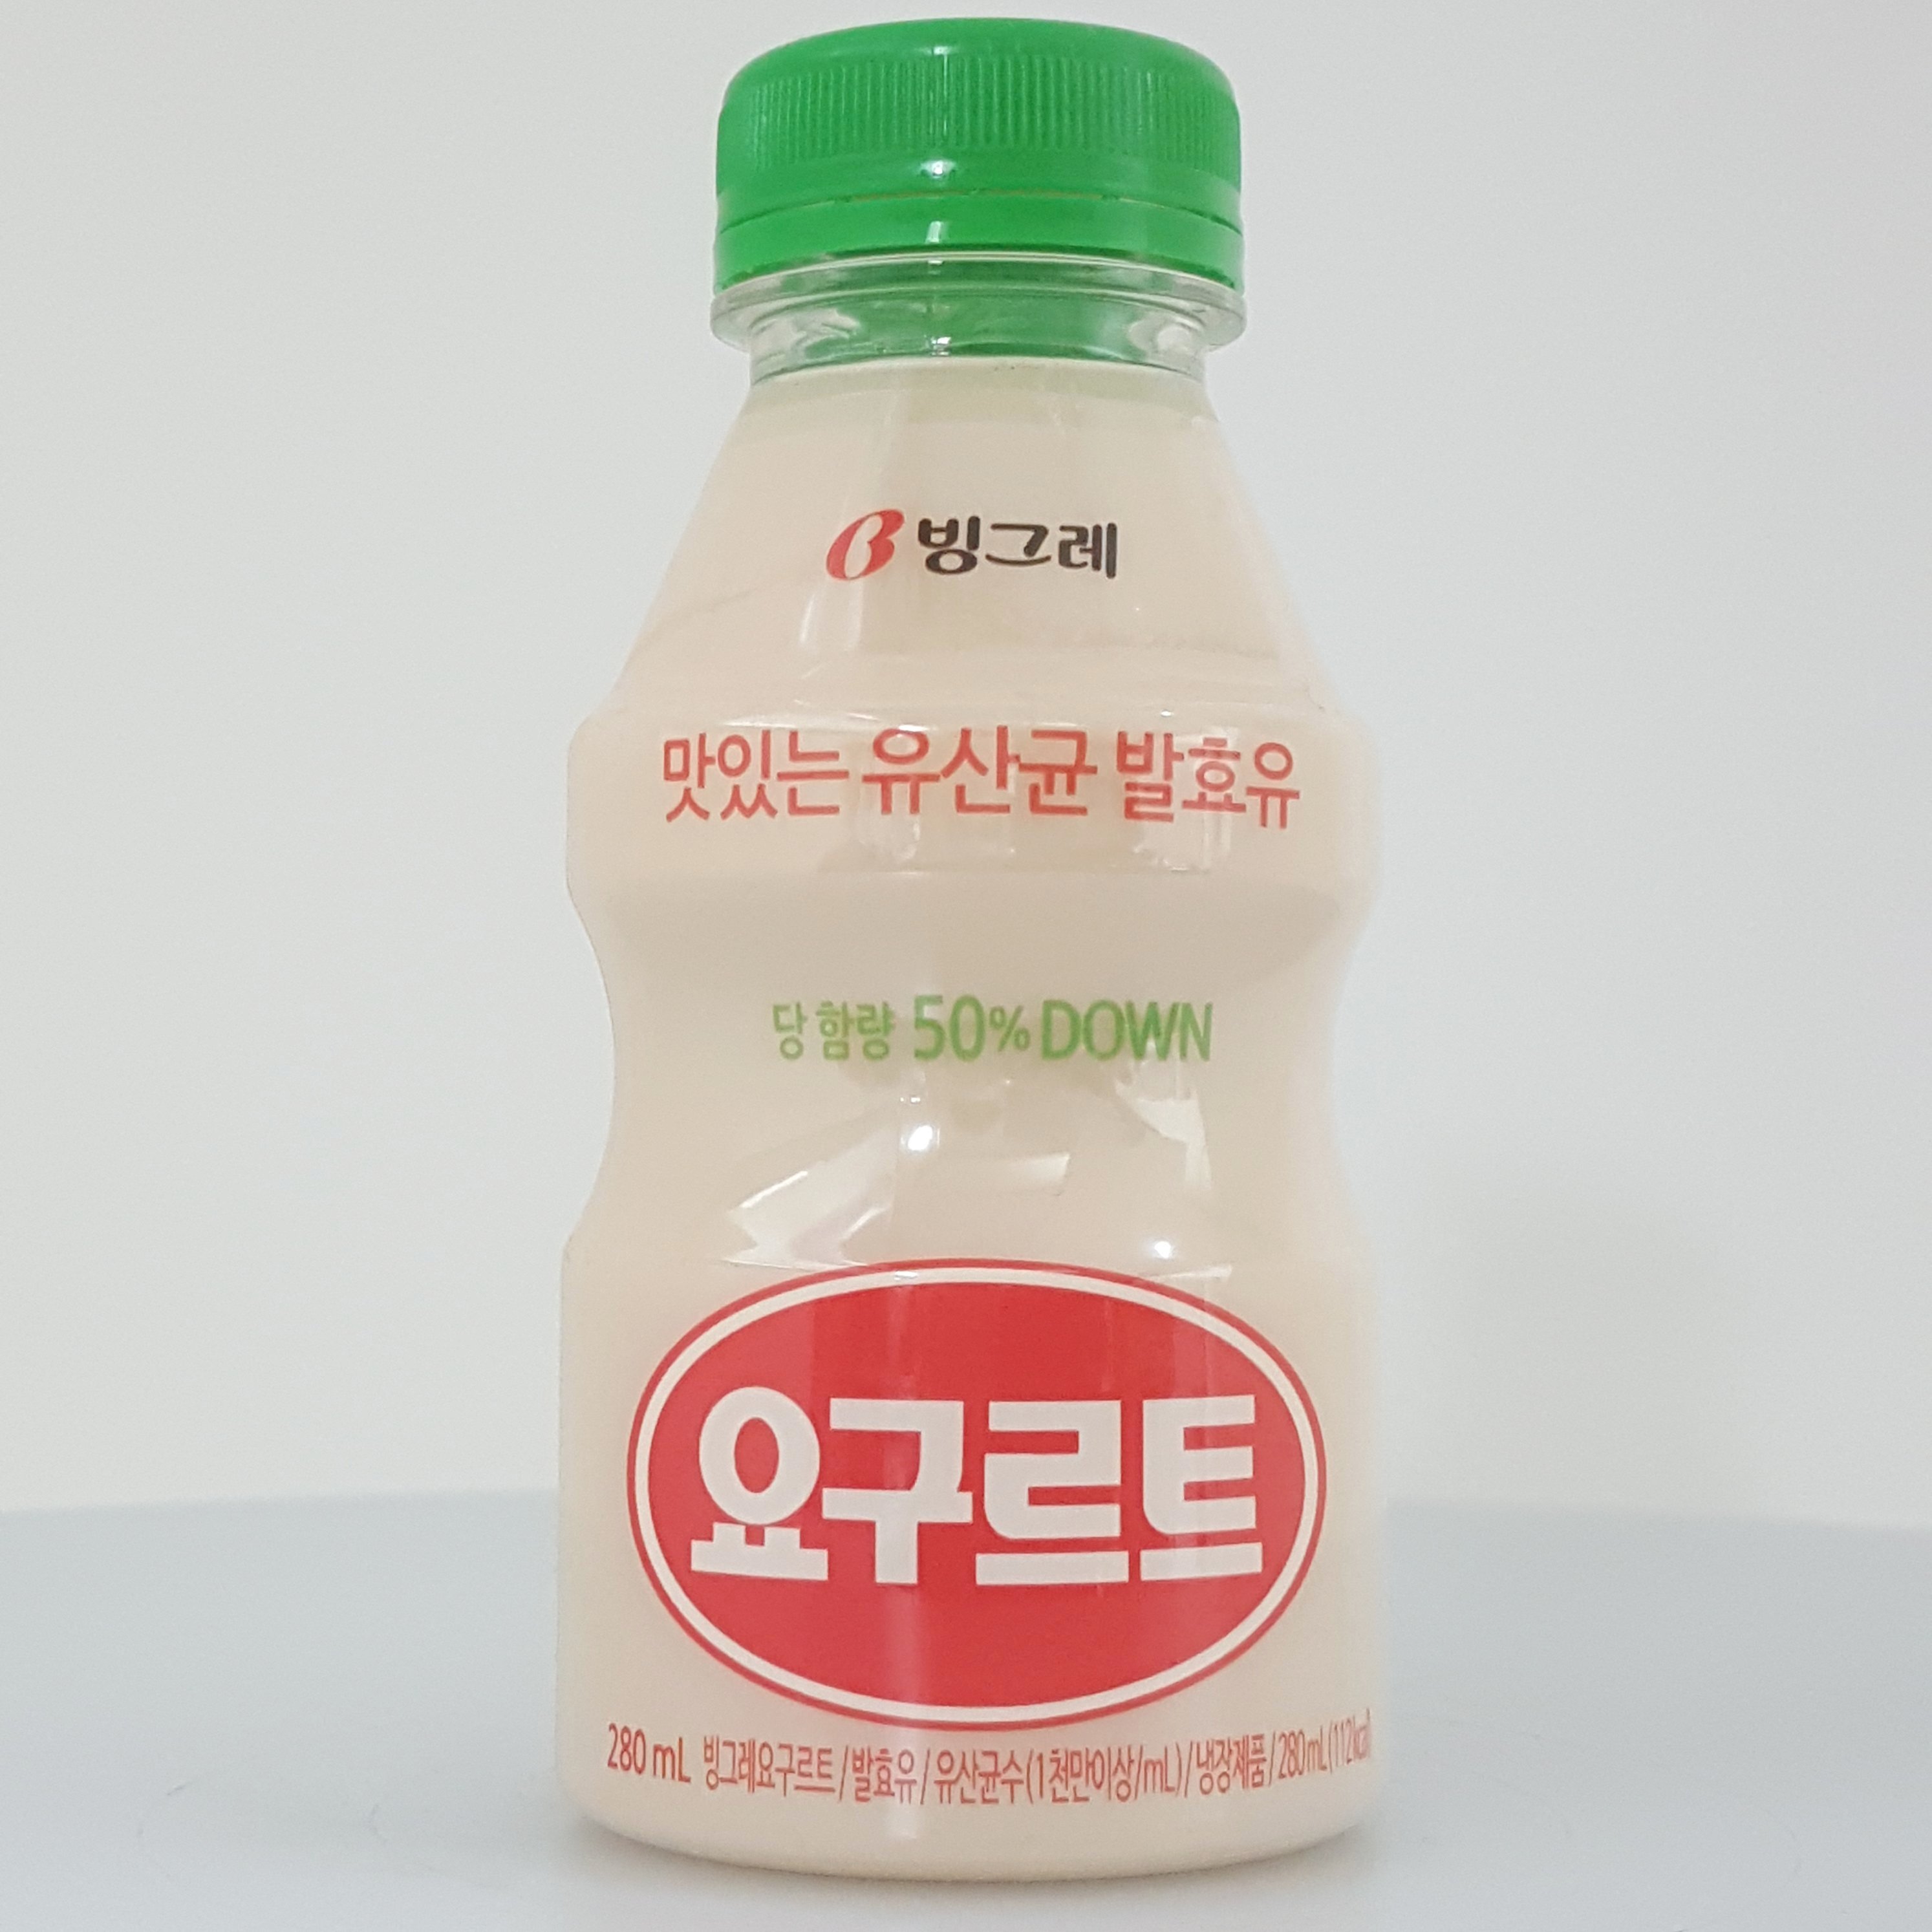 빙그레
맛있는 유산균 발효유
당 함량 50% DOWN
요구르트
280 mL 빙그레요구르트/발효유/유산균수(1천만이상/mL)/냉장제품/280mL(112kcal)